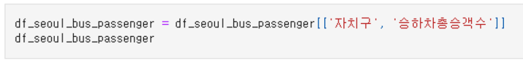 df_seoul_bus_passenger = df_seoul_bus_passenger[['자치구', '승하차총승객수']]
df_seoul_bus_passenger